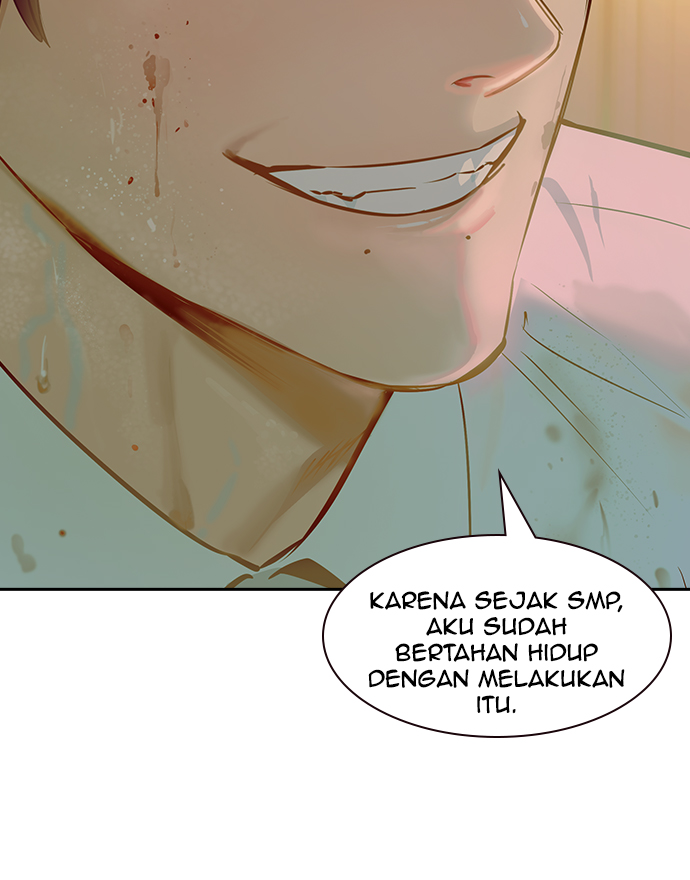 KARENA SEJAK SMP,
AKU SUDAH
BERTAHAN HIDUP
DENGAN MELAKUKAN
ITU.